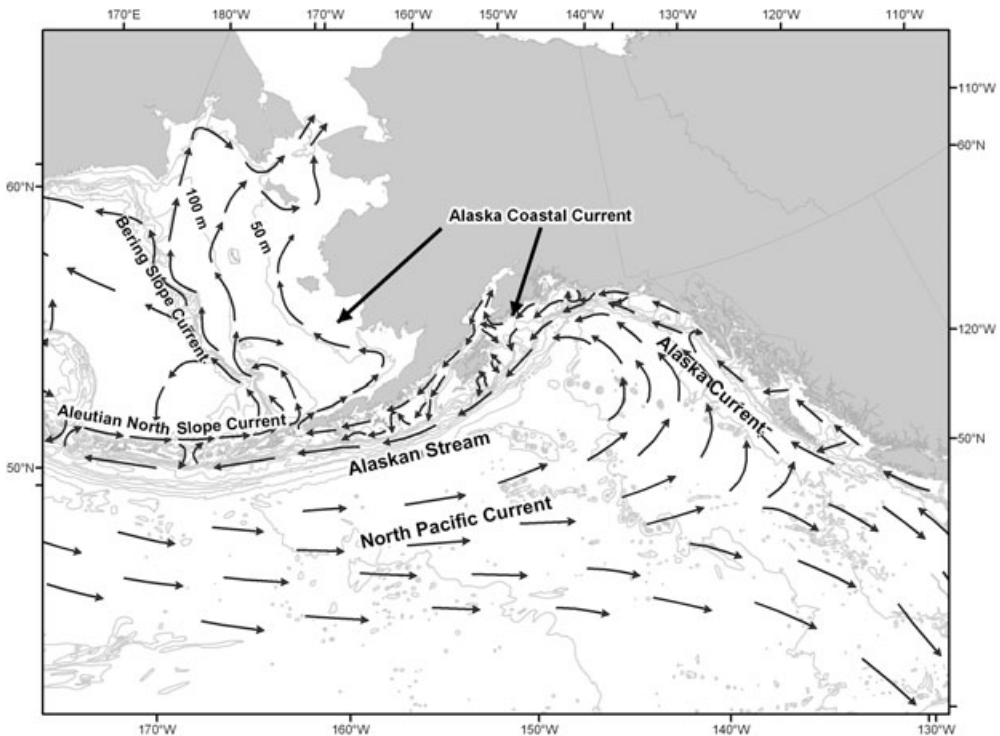 170°E 180°W 170°W 160°W 150°W 140°W 130°W 120°W 110°W
110°W
60°N
60°N
100 m
50 m
Alaska Coastal Current
Bering Slope Current
120°W
Alaska Current
Aleutian North Slope Current
Alaskan Stream
50°N
50°N
North Pacific Current
170°W 160°W 150°W 140°W 130°W